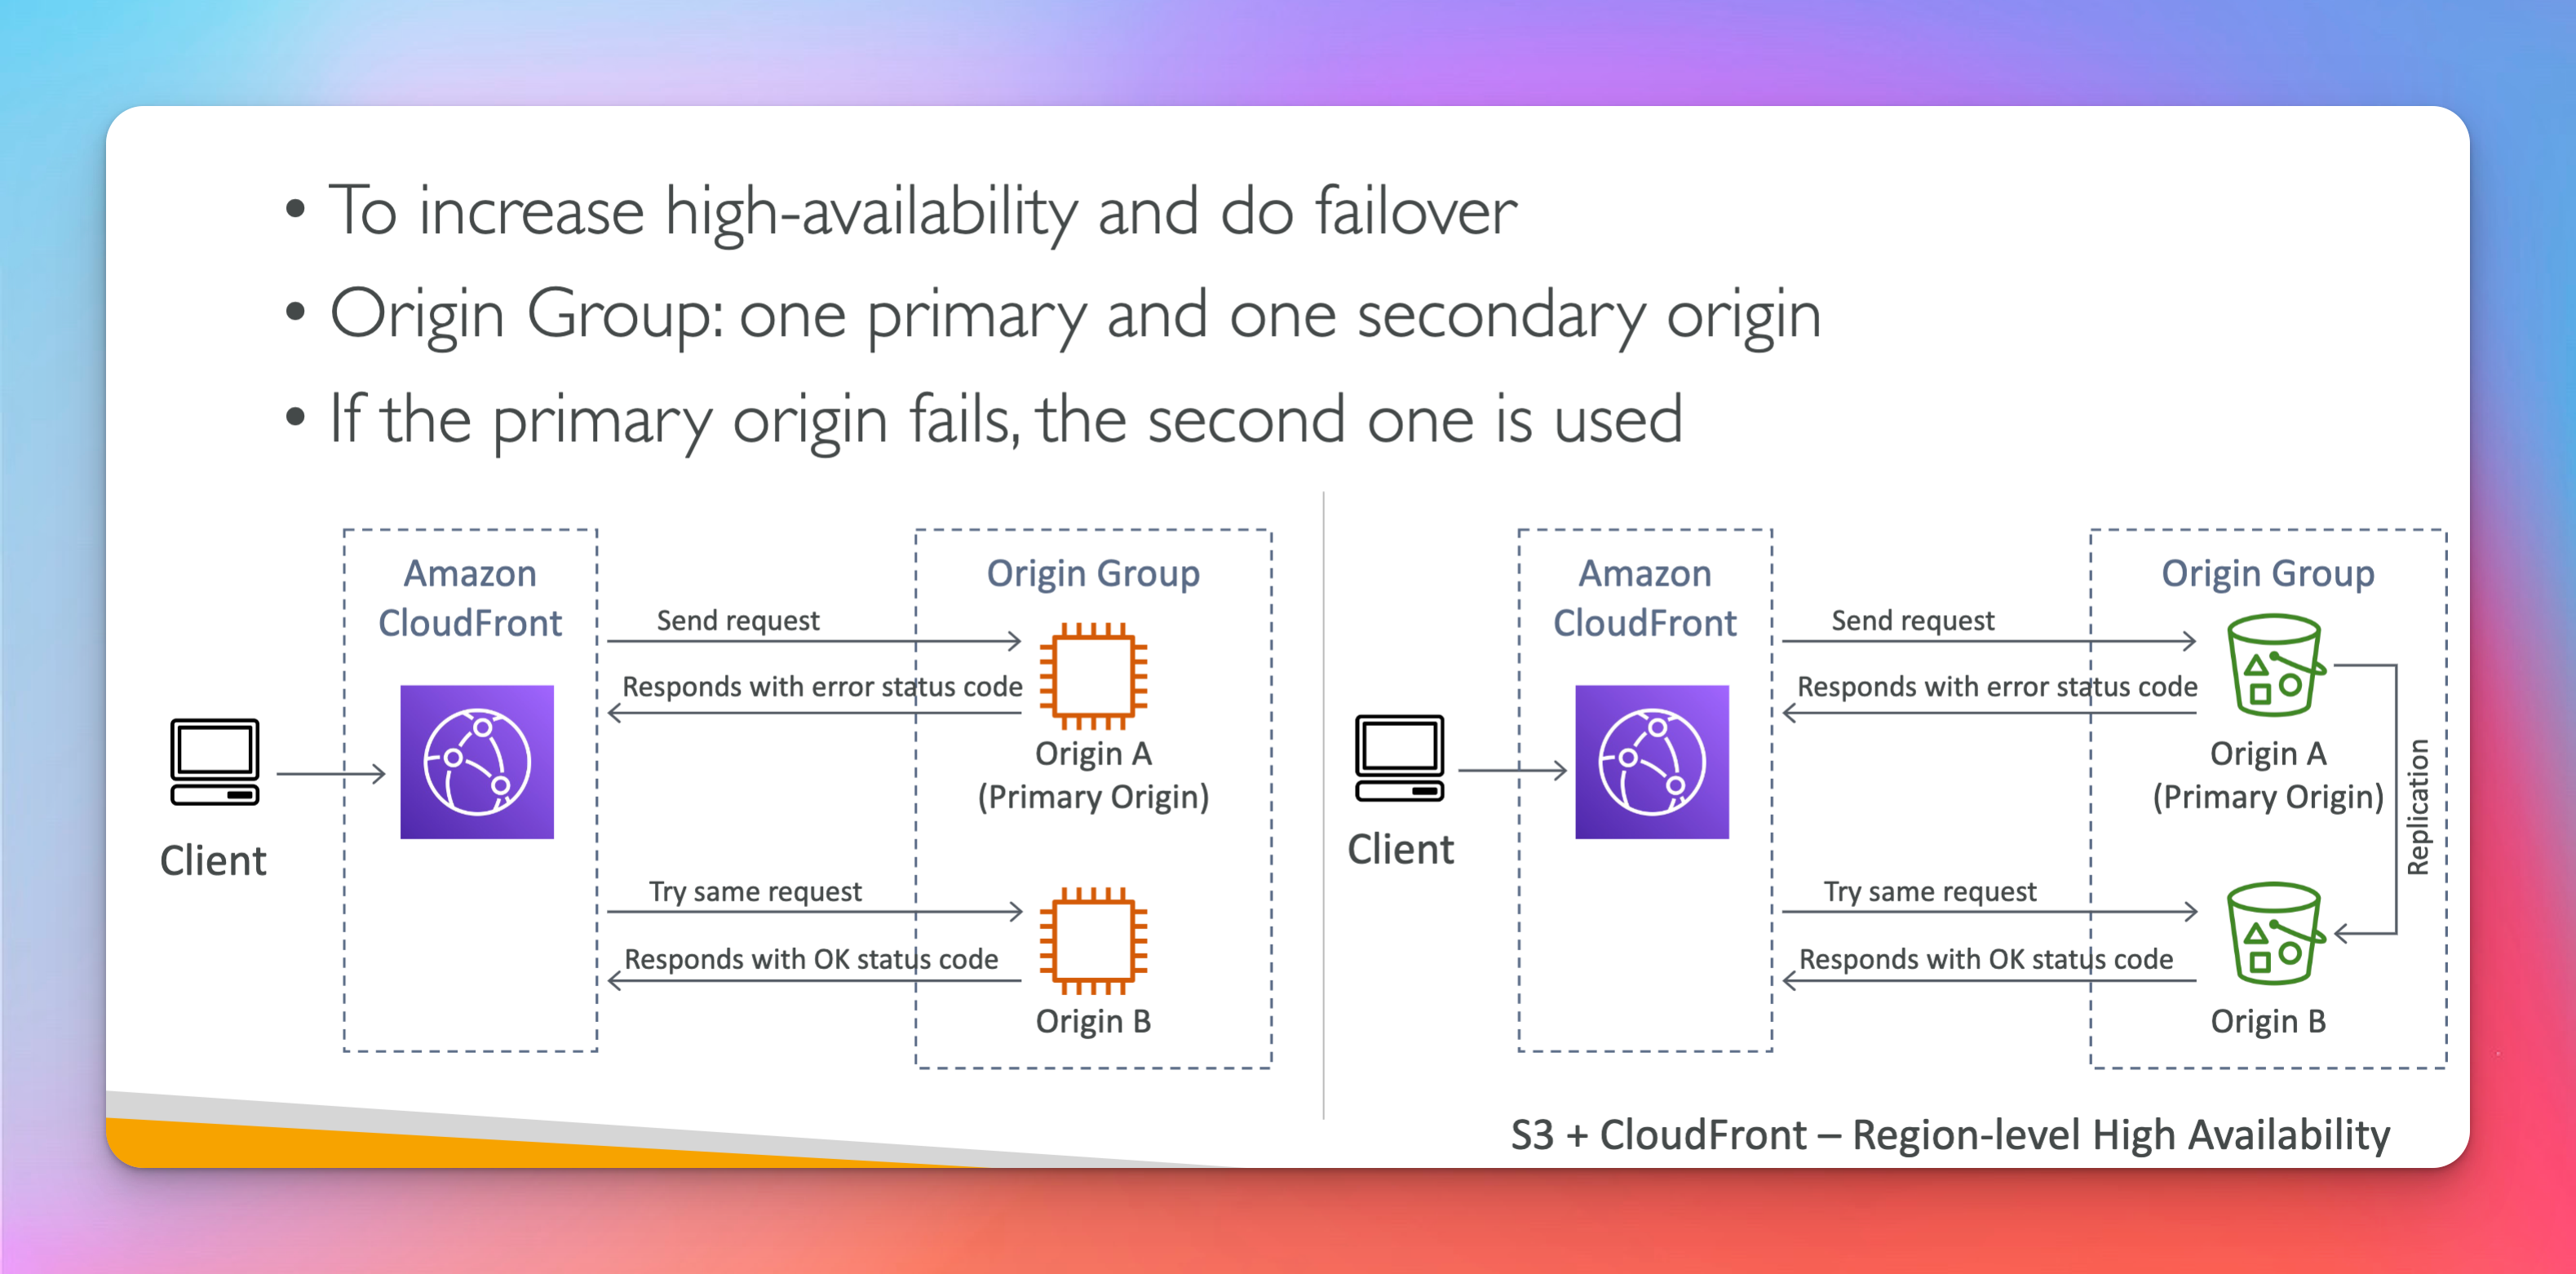 • To increase high-availability and do failover
• Origin Group: one primary and one secondary origin
• If the primary origin fails, the second one is used
Amazon
CloudFront
Client
Send request
Responds with error status code
Try same request
Responds with OK status code
Origin Group
Origin A
(Primary Origin)
Origin B
Amazon
CloudFront
Client
Send request
Responds with error status code
Try same request
Responds with OK status code
Origin Group
Origin A
(Primary Origin)
Replication
Origin B
S3 + CloudFront – Region-level High Availability